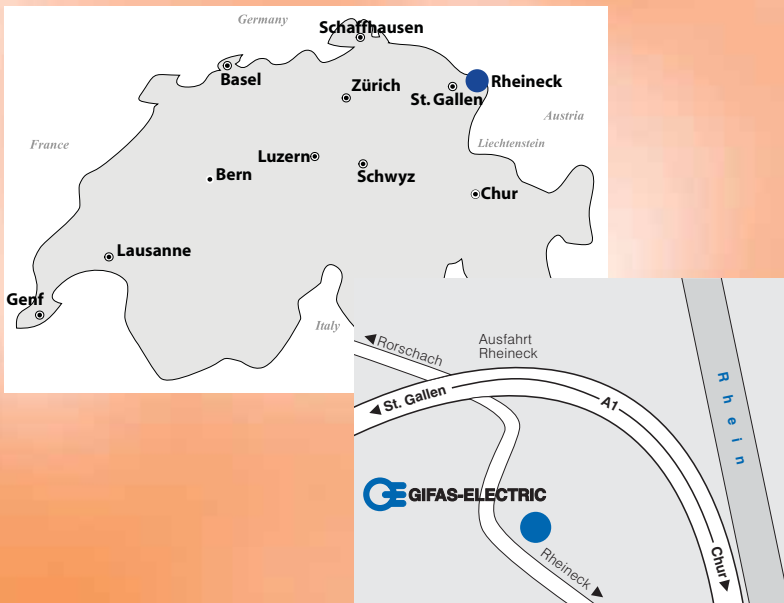 Germany
Schaffhausen
Basel
Zürich
Rheineck
St. Gallen
Austria
France
Liechtenstein
Luzern
Bern
Schwyz
Chur
Lausanne
Genf
Italy
Rorschach
Ausfahrt
Rheineck
St. Gallen
A1
Rhein
GIFAS-ELECTRIC
Rheineck
Chur